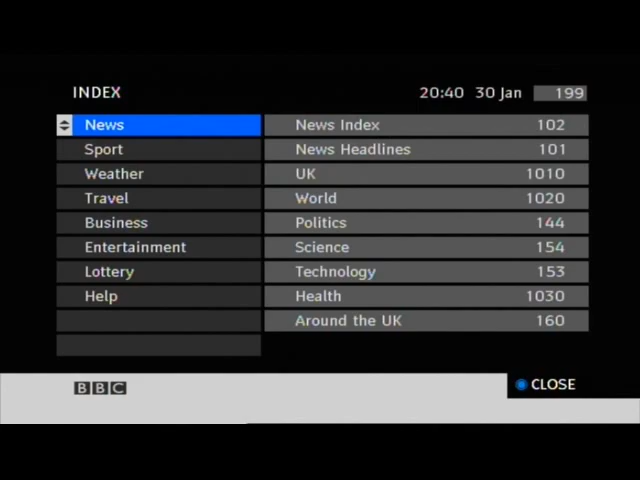 INDEX 20:40 30 Jan 199
News News Index 102
Sport News Headlines 101
Weather UK 1010
Travel World 1020
Business Politics 144
Entertainment Science 154
Lottery Technology 153
Help Health 1030
Around the UK 160
BBC CLOSE